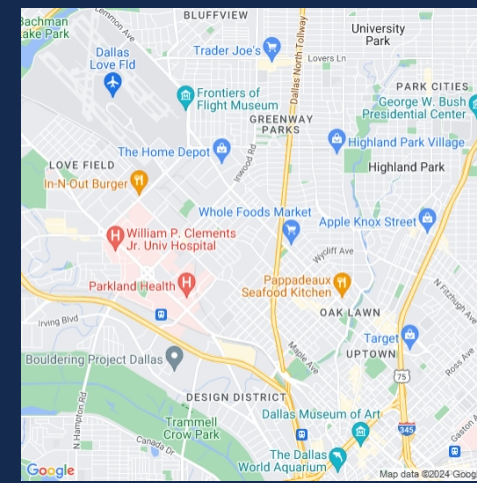 BLUFFVIEW
Lemmon Ave
Bachman
Lake Park
University
Park
Trader Joe's
Dallas
Love Fld
Lovers Ln
Dallas North Tollway
PARK CITIES
Frontiers of
Flight Museum
George W. Bush
Presidential Center
GREENWAY
PARKS
Highland Park Village
The Home Depot
Inwood Rd
LOVE FIELD
Highland Park
In-N-Out Burger
Whole Foods Market
Apple Knox Street
William P. Clements
Jr. Univ Hospital
Wycliff Ave
Parkland Health
Pappadeaux
Seafood Kitchen
N Fitzhugh Ave
OAK LAWN
Irving Blvd
Target
Maple Ave
UPTOWN
Ross Ave
Bouldering Project Dallas
75
DESIGN DISTRICT
N Hampton Rd
Trammell
Crow Park
Dallas Museum of Art
345
Gaston A
Canada Dr
The Dallas
World Aquarium
Google
Map data ©2024 Googl